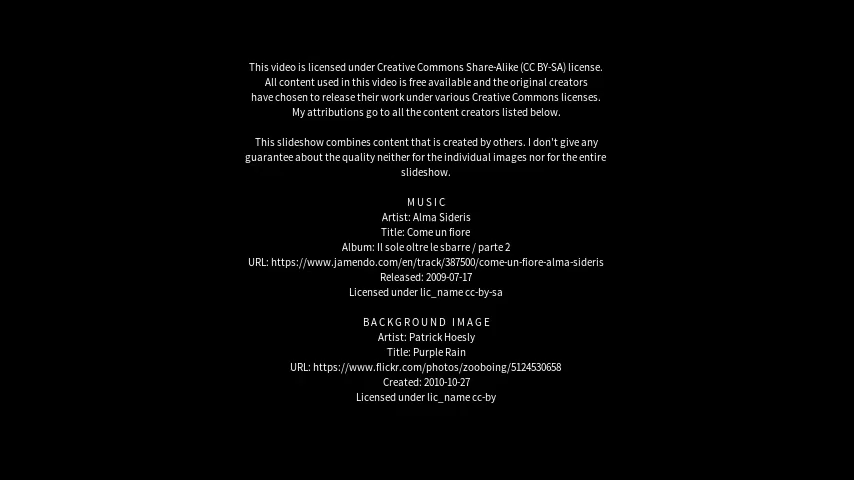 This video is licensed under Creative Commons Share-Alike (CC BY-SA) license.
All content used in this video is free available and the original creators
have chosen to release their work under various Creative Commons licenses.
My attributions go to all the content creators listed below.
This slideshow combines content that is created by others. I don't give any
guarantee about the quality neither for the individual images nor for the entire
slideshow.
MUSIC
Artist: Alma Sideris
Title: Come un fiore
Album: Il sole oltre le sbarre / parte 2
URL: https://www.jamendo.com/en/track/387500/come-un-fiore-alma-sideris
Released: 2009-07-17
Licensed under lic_name cc-by-sa
BACKGROUND IMAGE
Artist: Patrick Hoesly
Title: Purple Rain
URL: https://www.flickr.com/photos/zooboing/5124530658
Created: 2010-10-27
Licensed under lic_name cc-by